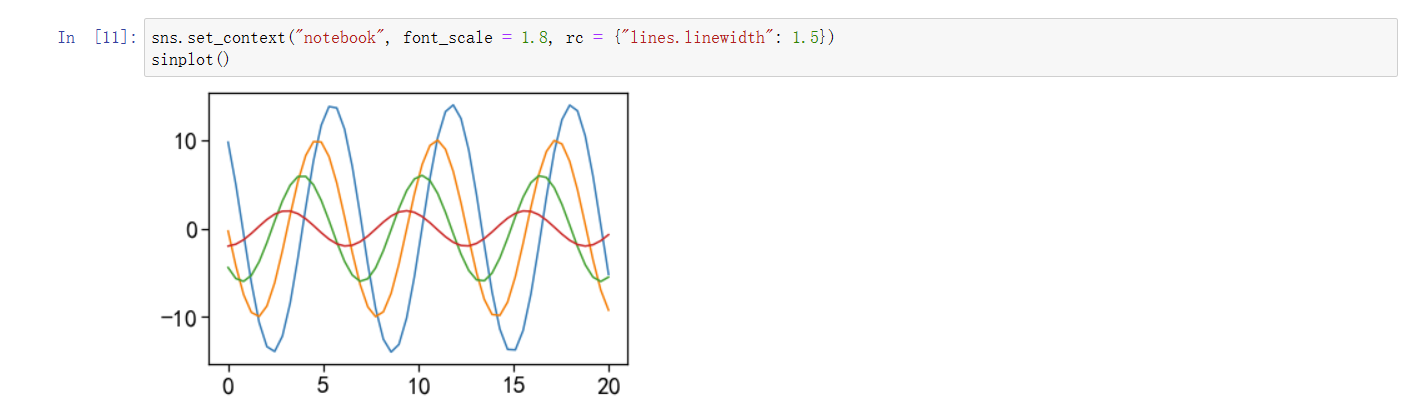 In [11]: sns.set_context("notebook", font_scale = 1.8, rc = {"lines.linewidth": 1.5})
sinplot()
10
0
−10
0 5 10 15 20